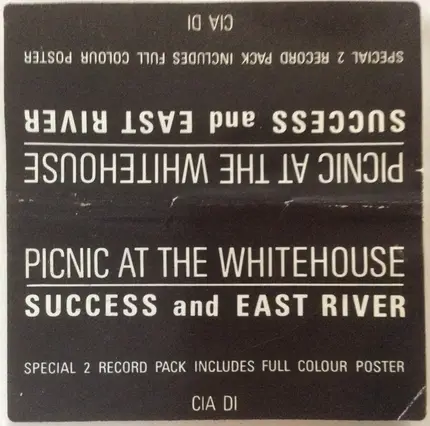 CIA DI
SPECIAL 2 RECORD PACK INCLUDES FULL COLOUR POSTER
SUCCESS and EAST RIVER
PICNIC AT THE WHITEHOUSE
PICNIC AT THE WHITEHOUSE
SUCCESS and EAST RIVER
SPECIAL 2 RECORD PACK INCLUDES FULL COLOUR POSTER
CIA DI